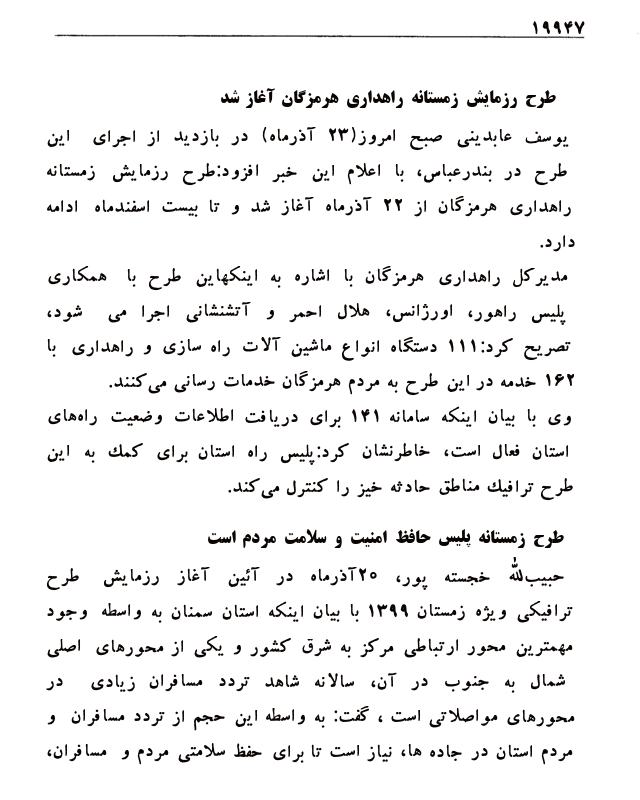 ۱۹۹۴۷
طرح رزمایش زمستانه راهداری هرمزگان آغاز شد
یوسف عابدینی صبح امروز(۲۳ آذرماه) در بازدید از اجرای این
طرح در بندرعباس، با اعلام این خبر افزود:طرح رزمایش زمستانه
راهداری هرمزگان از ۲۲ آذرماه آغاز شد و تا بیست اسفندماه ادامه
دارد.
مدیرکل راهداری هرمزگان با اشاره به اینکهاین طرح با همکاری
پلیس راهور، اورژانس، هلال احمر و آتشنشانی اجرا می شود،
تصریح کرد:۱۱۱ دستگاه انواع ماشین آلات راه سازی و راهداری با
۱۶۲ خدمه در این طرح به مردم هرمزگان خدمات رسانی می‌کنند.
وی با بیان اینکه سامانه ۱۴۱ برای دریافت اطلاعات وضعیت راه‌های
استان فعال است، خاطرنشان کرد:پلیس راه استان برای کمك به این
طرح ترافیك مناطق حادثه خیز را کنترل می‌کند.
طرح زمستانه پلیس حافظ امنیت و سلامت مردم است
حبیب‌الله خجسته پور، ۲۰آذرماه در آئین آغاز رزمایش طرح
ترافیکی ویژه زمستان ۱۳۹۹ با بیان اینکه استان سمنان به واسطه وجود
مهمترین محور ارتباطی مرکز به شرق کشور و یکی از محورهای اصلی
شمال به جنوب در آن، سالانه شاهد تردد مسافران زیادی در
محورهای مواصلاتی است ، گفت: به واسطه این حجم از تردد مسافران و
مردم استان در جاده ها، نیاز است تا برای حفظ سلامتی مردم و مسافران،